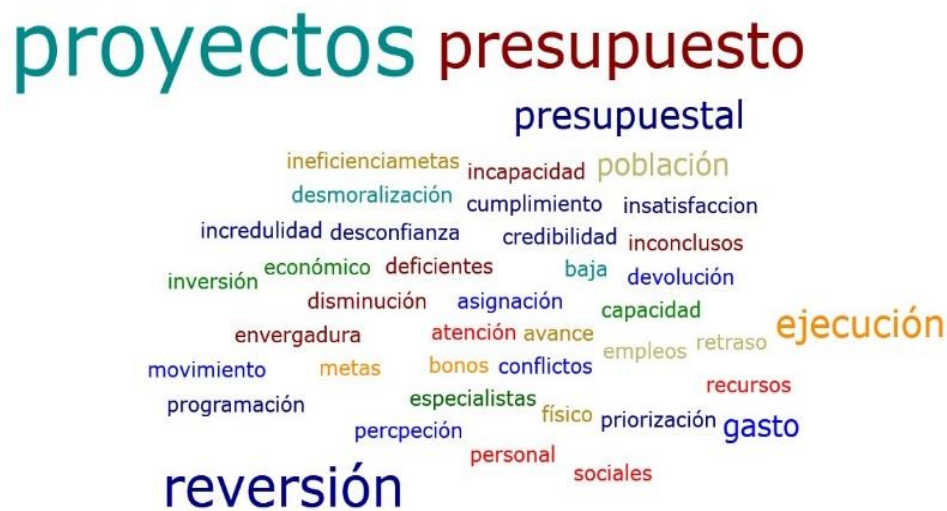 proyectos presupuesto
presupuestal
ineficienciametas incapacidad población
desmoralización cumplimiento insatisfaccion
incredulidad desconfianza credibilidad inconclusos
inversión económico deficientes baja devolución
disminución asignación capacidad ejecución
envergadura atención avance empleos retraso
movimiento metas bonos conflictos recursos
programación especialistas físico priorización gasto
percpeción personal sociales
reversión